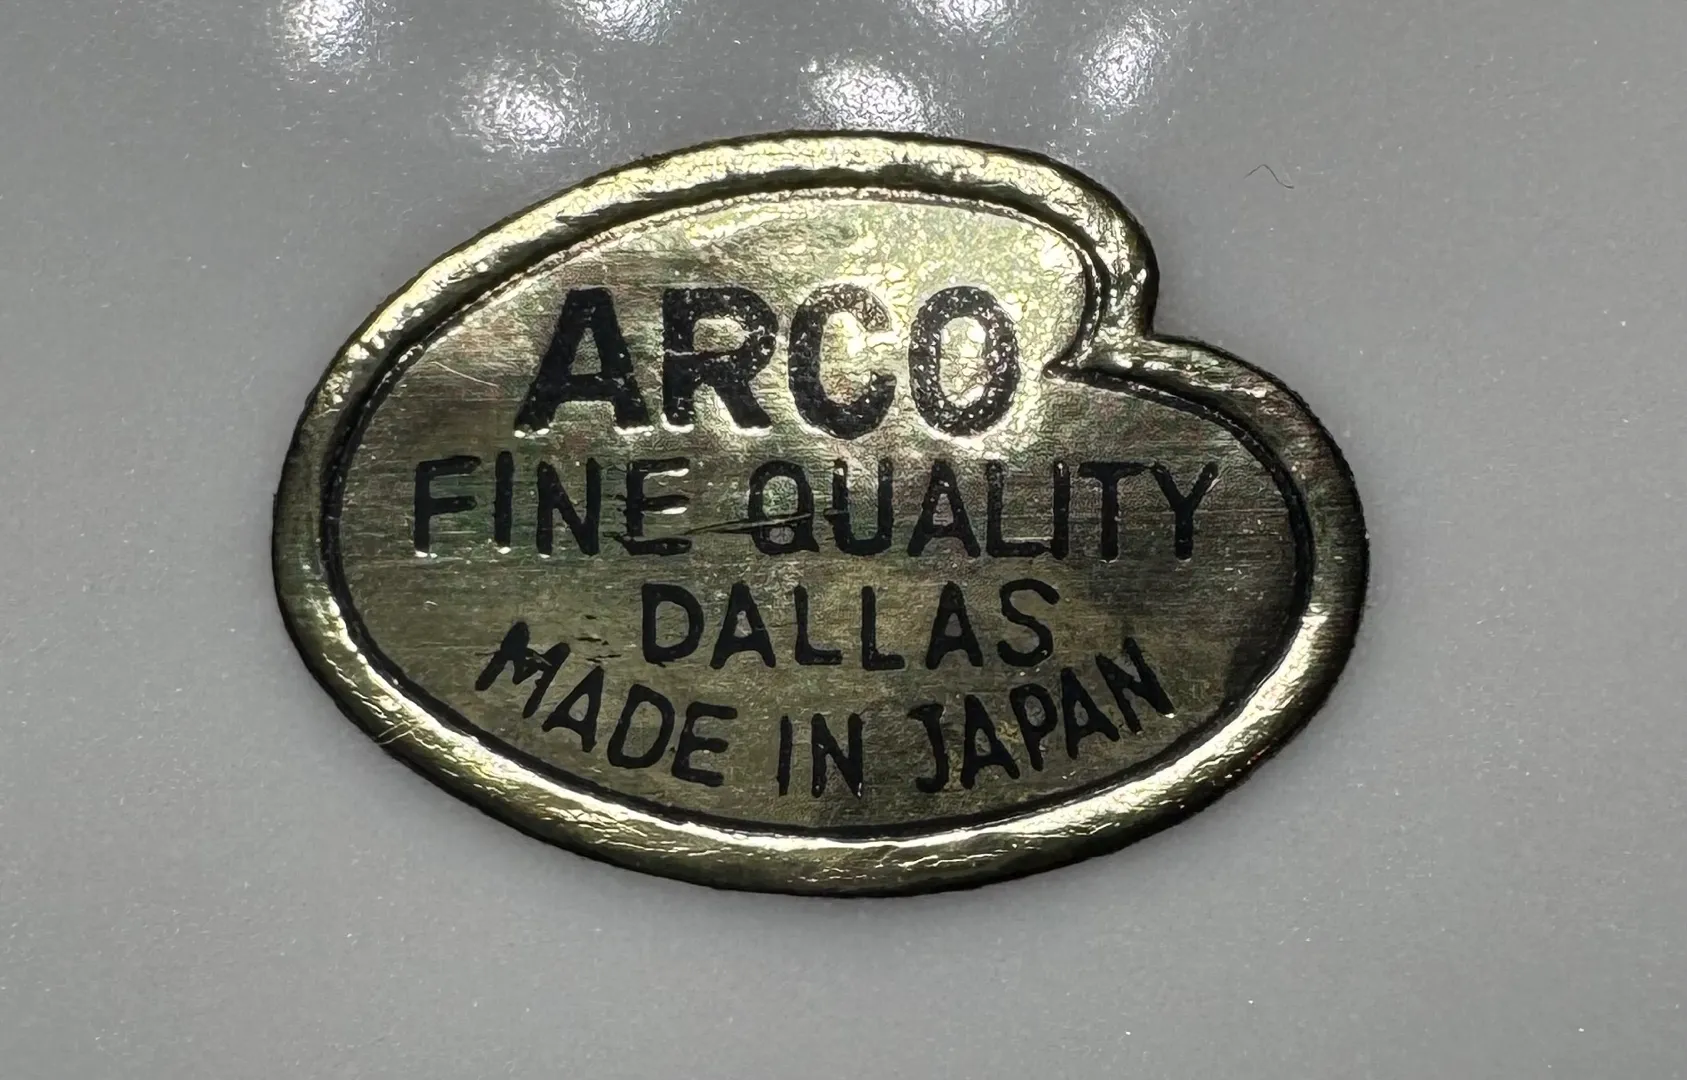 ARCO
FINE QUALITY
DALLAS
MADE IN JAPAN